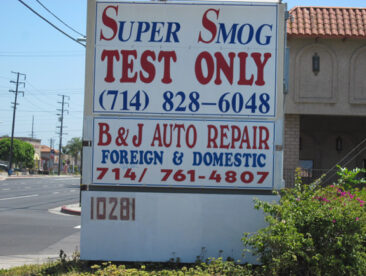 SUPER SMOG
TEST ONLY
(714) 828-6048
B & J AUTO REPAIR
FOREIGN & DOMESTIC
714/ 761-4807
10281